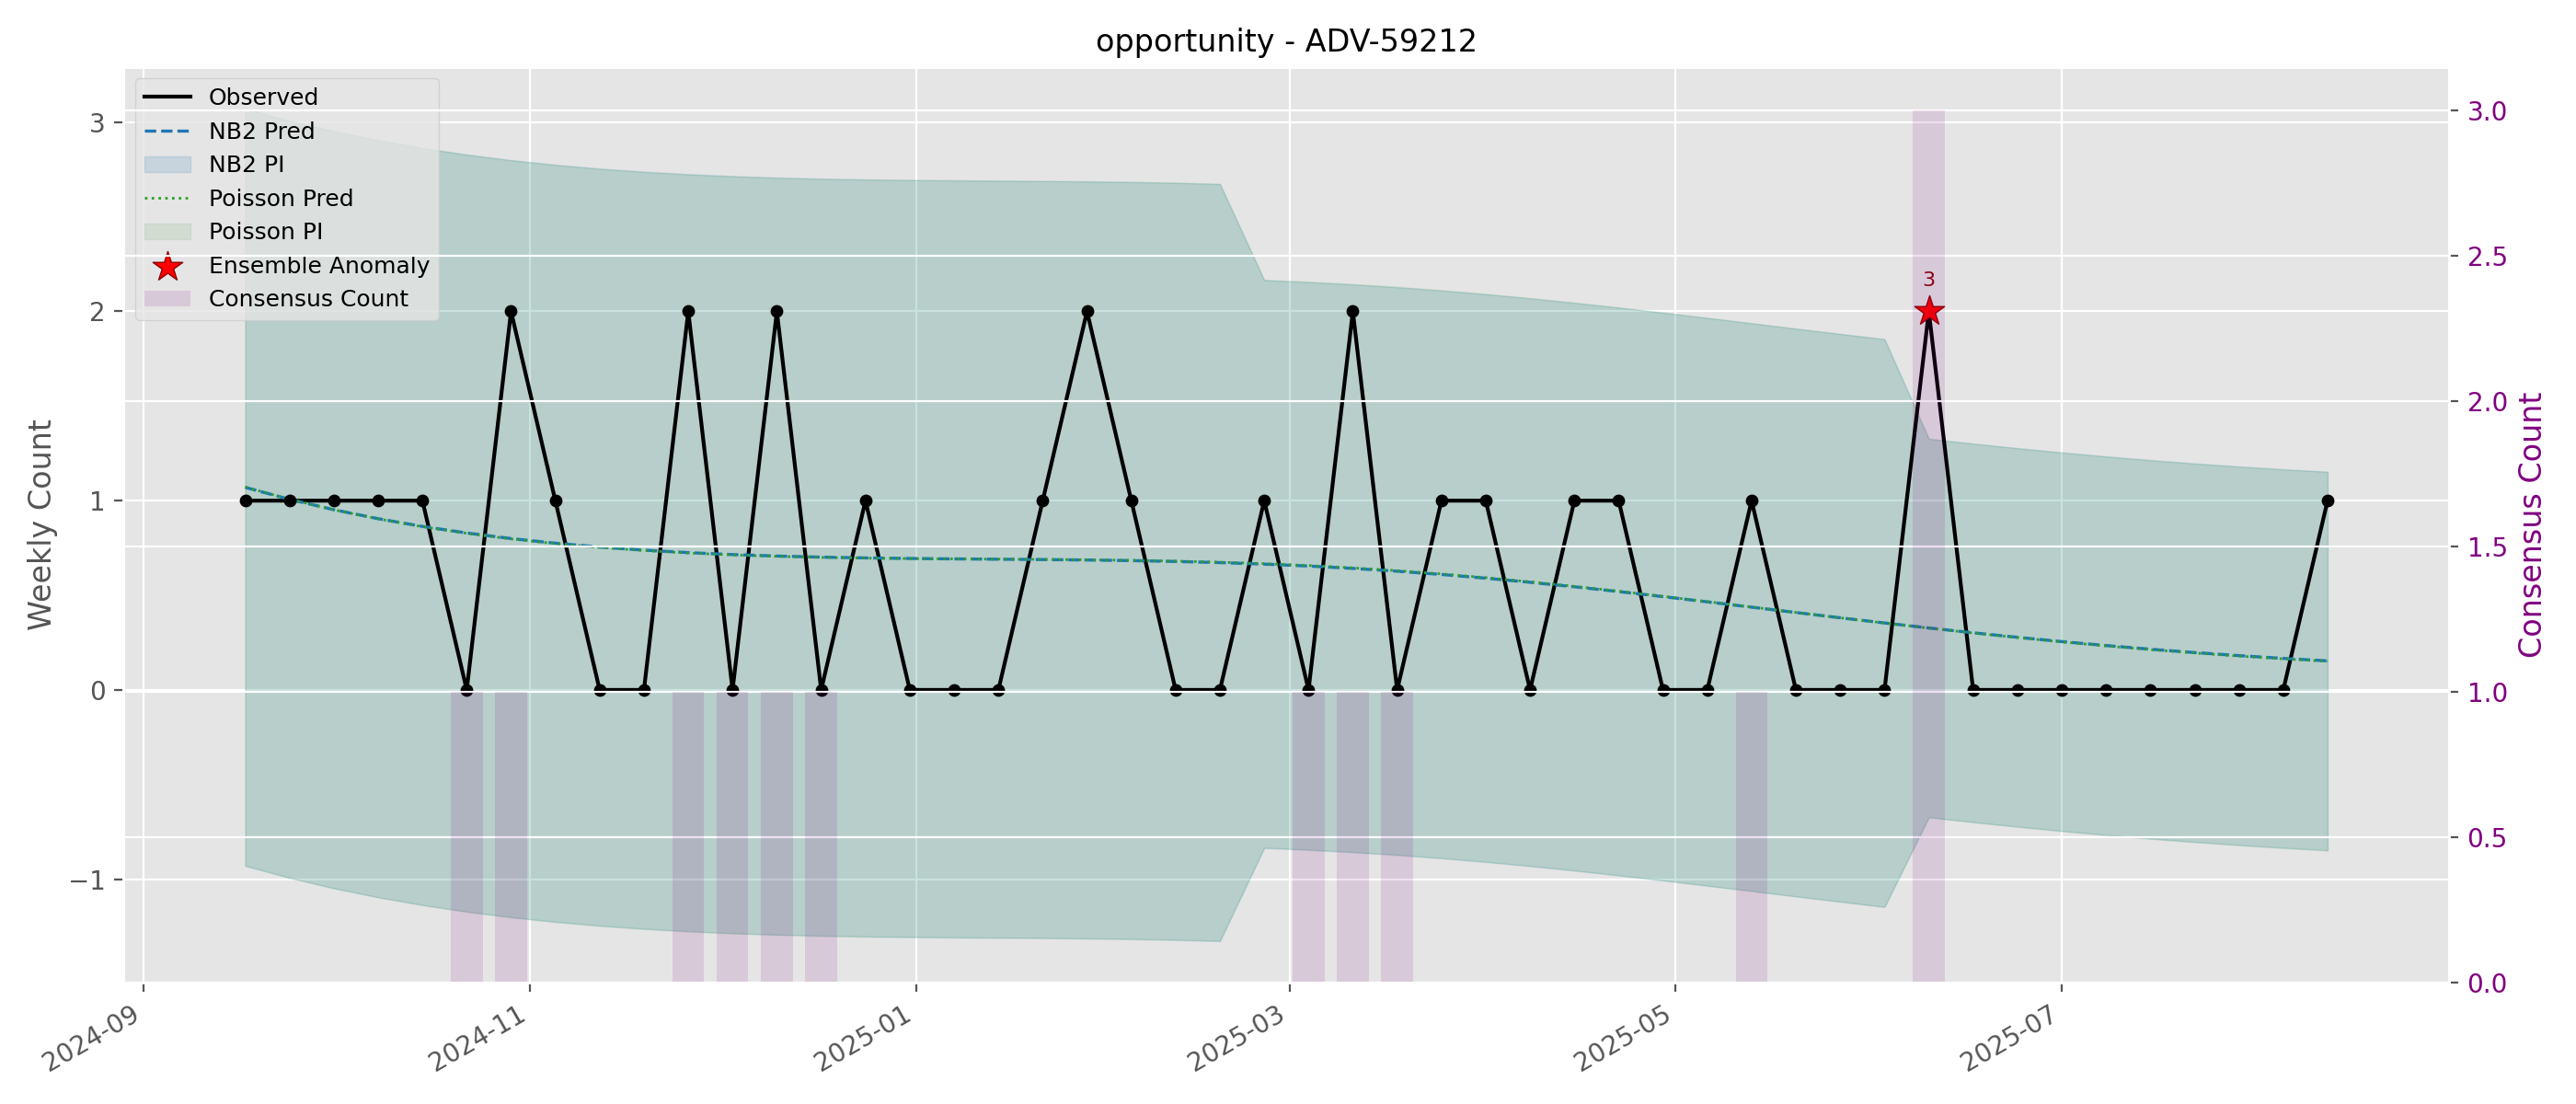 opportunity - ADV-59212
Observed
NB2 Pred
NB2 PI
Poisson Pred
Poisson PI
Ensemble Anomaly
Consensus Count
3
2
1
0
−1
Weekly Count
3
3.0
2.5
2.0
1.5
1.0
0.5
0.0
Consensus Count
2024-09
2024-11
2025-01
2025-03
2025-05
2025-07